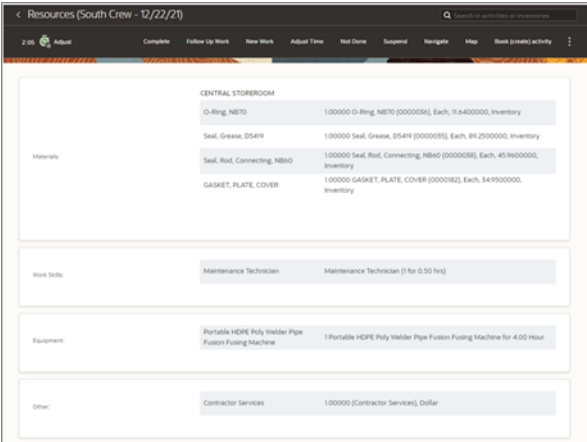 < Resources (South Crew - 12/22/21)
Search in activities or inventories
2:05 Adjust Complete Follow Up Work New Work Adjust Time Not Done Suspend Navigate Map Book (create) activity
CENTRAL STOREROOM
Materials:
O-Ring, NB70 1.00000 O-Ring, NB70 (0000036), Each, 11.6400000, Inventory
Seal, Grease, D5419 1.00000 Seal, Grease, D5419 (0000035), Each, 89.2500000, Inventory
Seal, Rod, Connecting, NB60 1.00000 Seal, Rod, Connecting, NB60 (0000038), Each, 45.9600000,
Inventory
GASKET, PLATE, COVER 1.00000 GASKET, PLATE, COVER (0000182), Each, 34.9500000,
Inventory
Work Skills:
Maintenance Technician Maintenance Technician (1 for 0.50 hrs)
Equipment:
Portable HDPE Poly Welder Pipe
Fusion Fusing Machine
1 Portable HDPE Poly Welder Pipe Fusion Fusing Machine for 4.00 Hour
Other:
Contractor Services 1.00000 (Contractor Services), Dollar